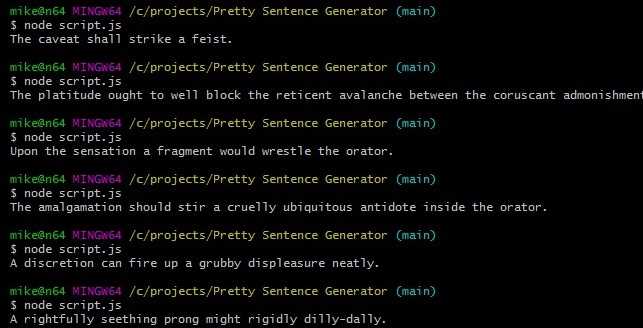 mike@n64 MINGW64 /c/projects/Pretty Sentence Generator (main)
$ node script.js
The caveat shall strike a feist.
mike@n64 MINGW64 /c/projects/Pretty Sentence Generator (main)
$ node script.js
The platitude ought to well block the reticent avalanche between the coruscant admonishment
mike@n64 MINGW64 /c/projects/Pretty Sentence Generator (main)
$ node script.js
Upon the sensation a fragment would wrestle the orator.
mike@n64 MINGW64 /c/projects/Pretty Sentence Generator (main)
$ node script.js
The amalgamation should stir a cruelly ubiquitous antidote inside the orator.
mike@n64 MINGW64 /c/projects/Pretty Sentence Generator (main)
$ node script.js
A discretion can fire up a grubby displeasure neatly.
mike@n64 MINGW64 /c/projects/Pretty Sentence Generator (main)
$ node script.js
A rightfully seething prong might rigidly dilly-dally.